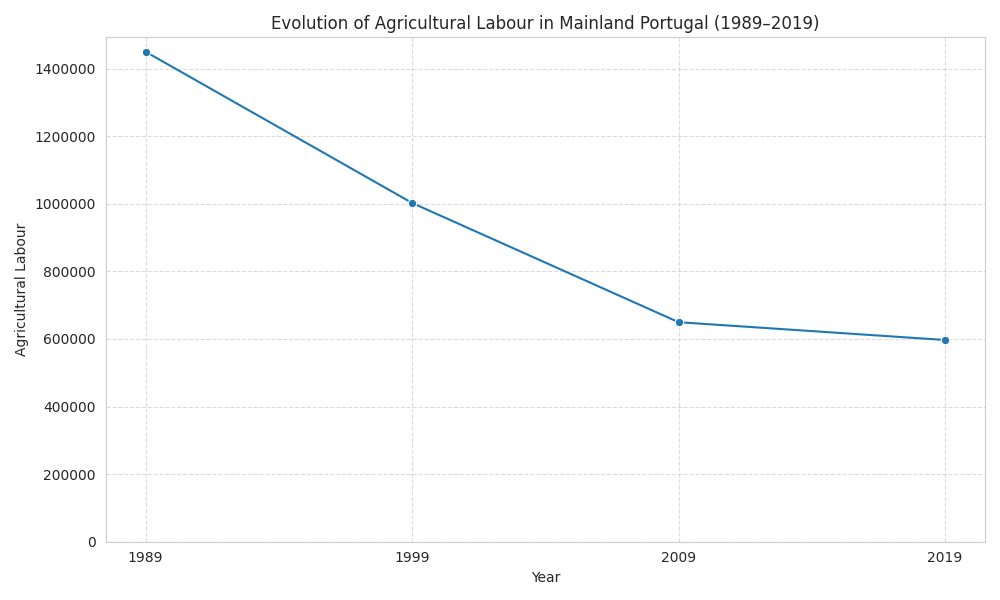 Evolution of Agricultural Labour in Mainland Portugal (1989–2019)
1400000
1200000
1000000
800000
600000
400000
200000
0
Agricultural Labour
1989 1999 2009 2019
Year